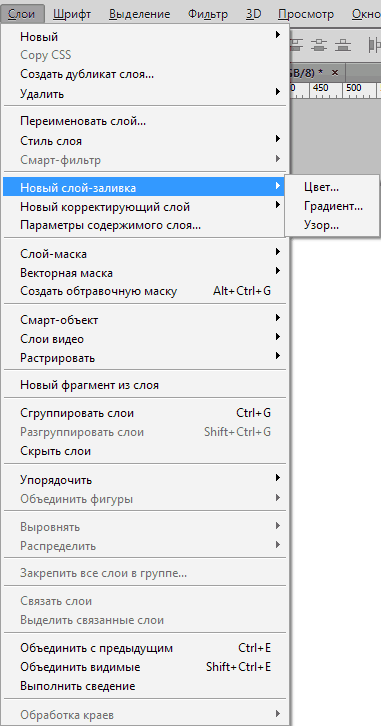 Слои Шрифт Выделение Фильтр 3D Просмотр Окно
Новый
GB/8) * ×
Copy CSS
Создать дубликат слоя...
Удалить
400 450 500 550
Переименовать слой...
Стиль слоя
Смарт-фильтр
Новый слой-заливка
Цвет...
Новый корректирующий слой
Градиент...
Параметры содержимого слоя...
Узор...
Слой-маска
Векторная маска
Создать обтравочную маску Alt+Ctrl+G
Смарт-объект
Слои видео
Растрировать
Новый фрагмент из слоя
Сгруппировать слои Ctrl+G
Разгруппировать слои Shift+Ctrl+G
Скрыть слои
Упорядочить
Объединить фигуры
Выровнять
Распределить
Закрепить все слои в группе...
Связать слои
Выделить связанные слои
Объединить с предыдущим Ctrl+E
Объединить видимые Shift+Ctrl+E
Выполнить сведение
Обработка краев